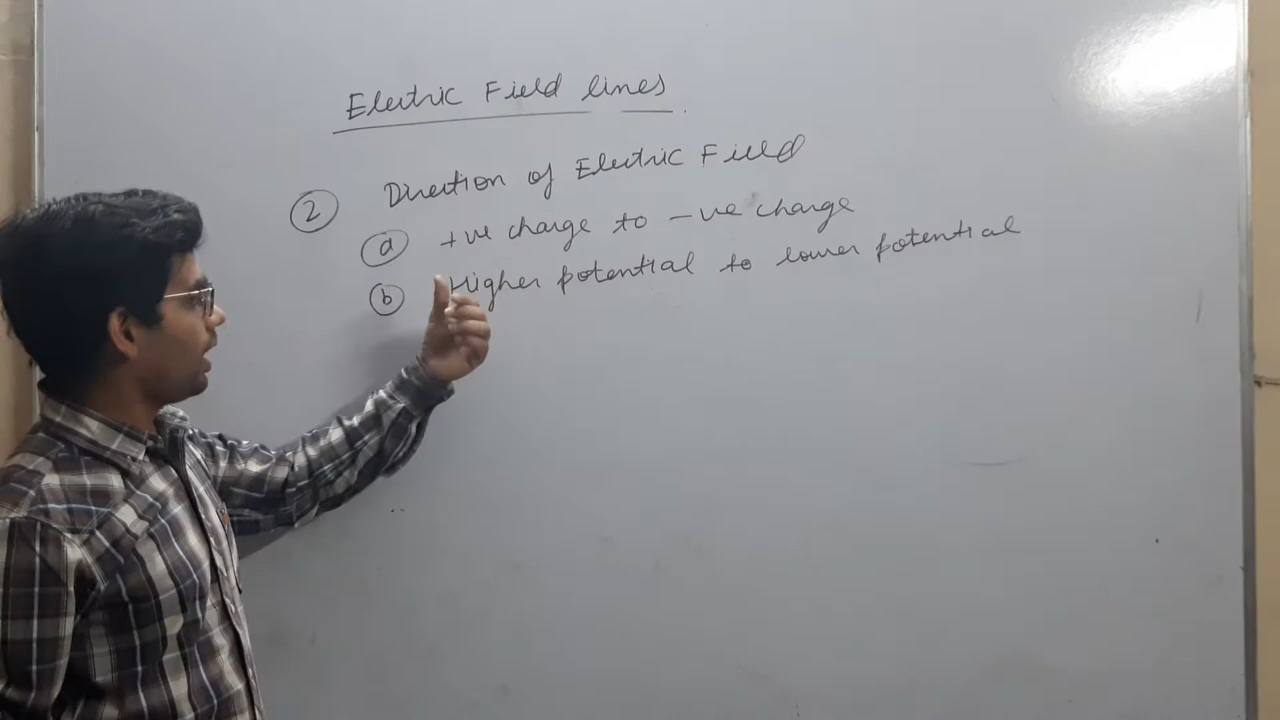 Electric Field lines
2 Direction of Electric Field
a +ve charge to -ve charge
b Higher potential to lower potential